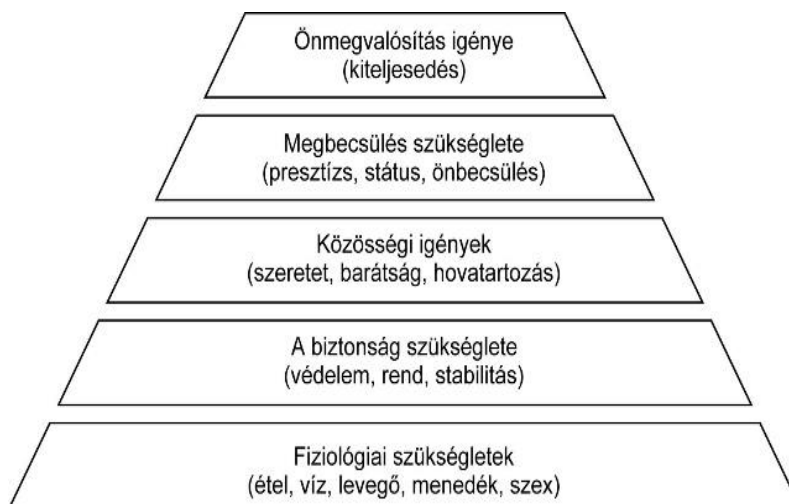 Önmegvalósítás igénye
(kiteljesedés)
Megbecsülés szükséglete
(presztízs, státus, önbecsülés)
Közösségi igények
(szeretet, barátság, hovatartozás)
A biztonság szükséglete
(védelem, rend, stabilitás)
Fiziológiai szükségletek
(étel, víz, levegő, menedék, szex)